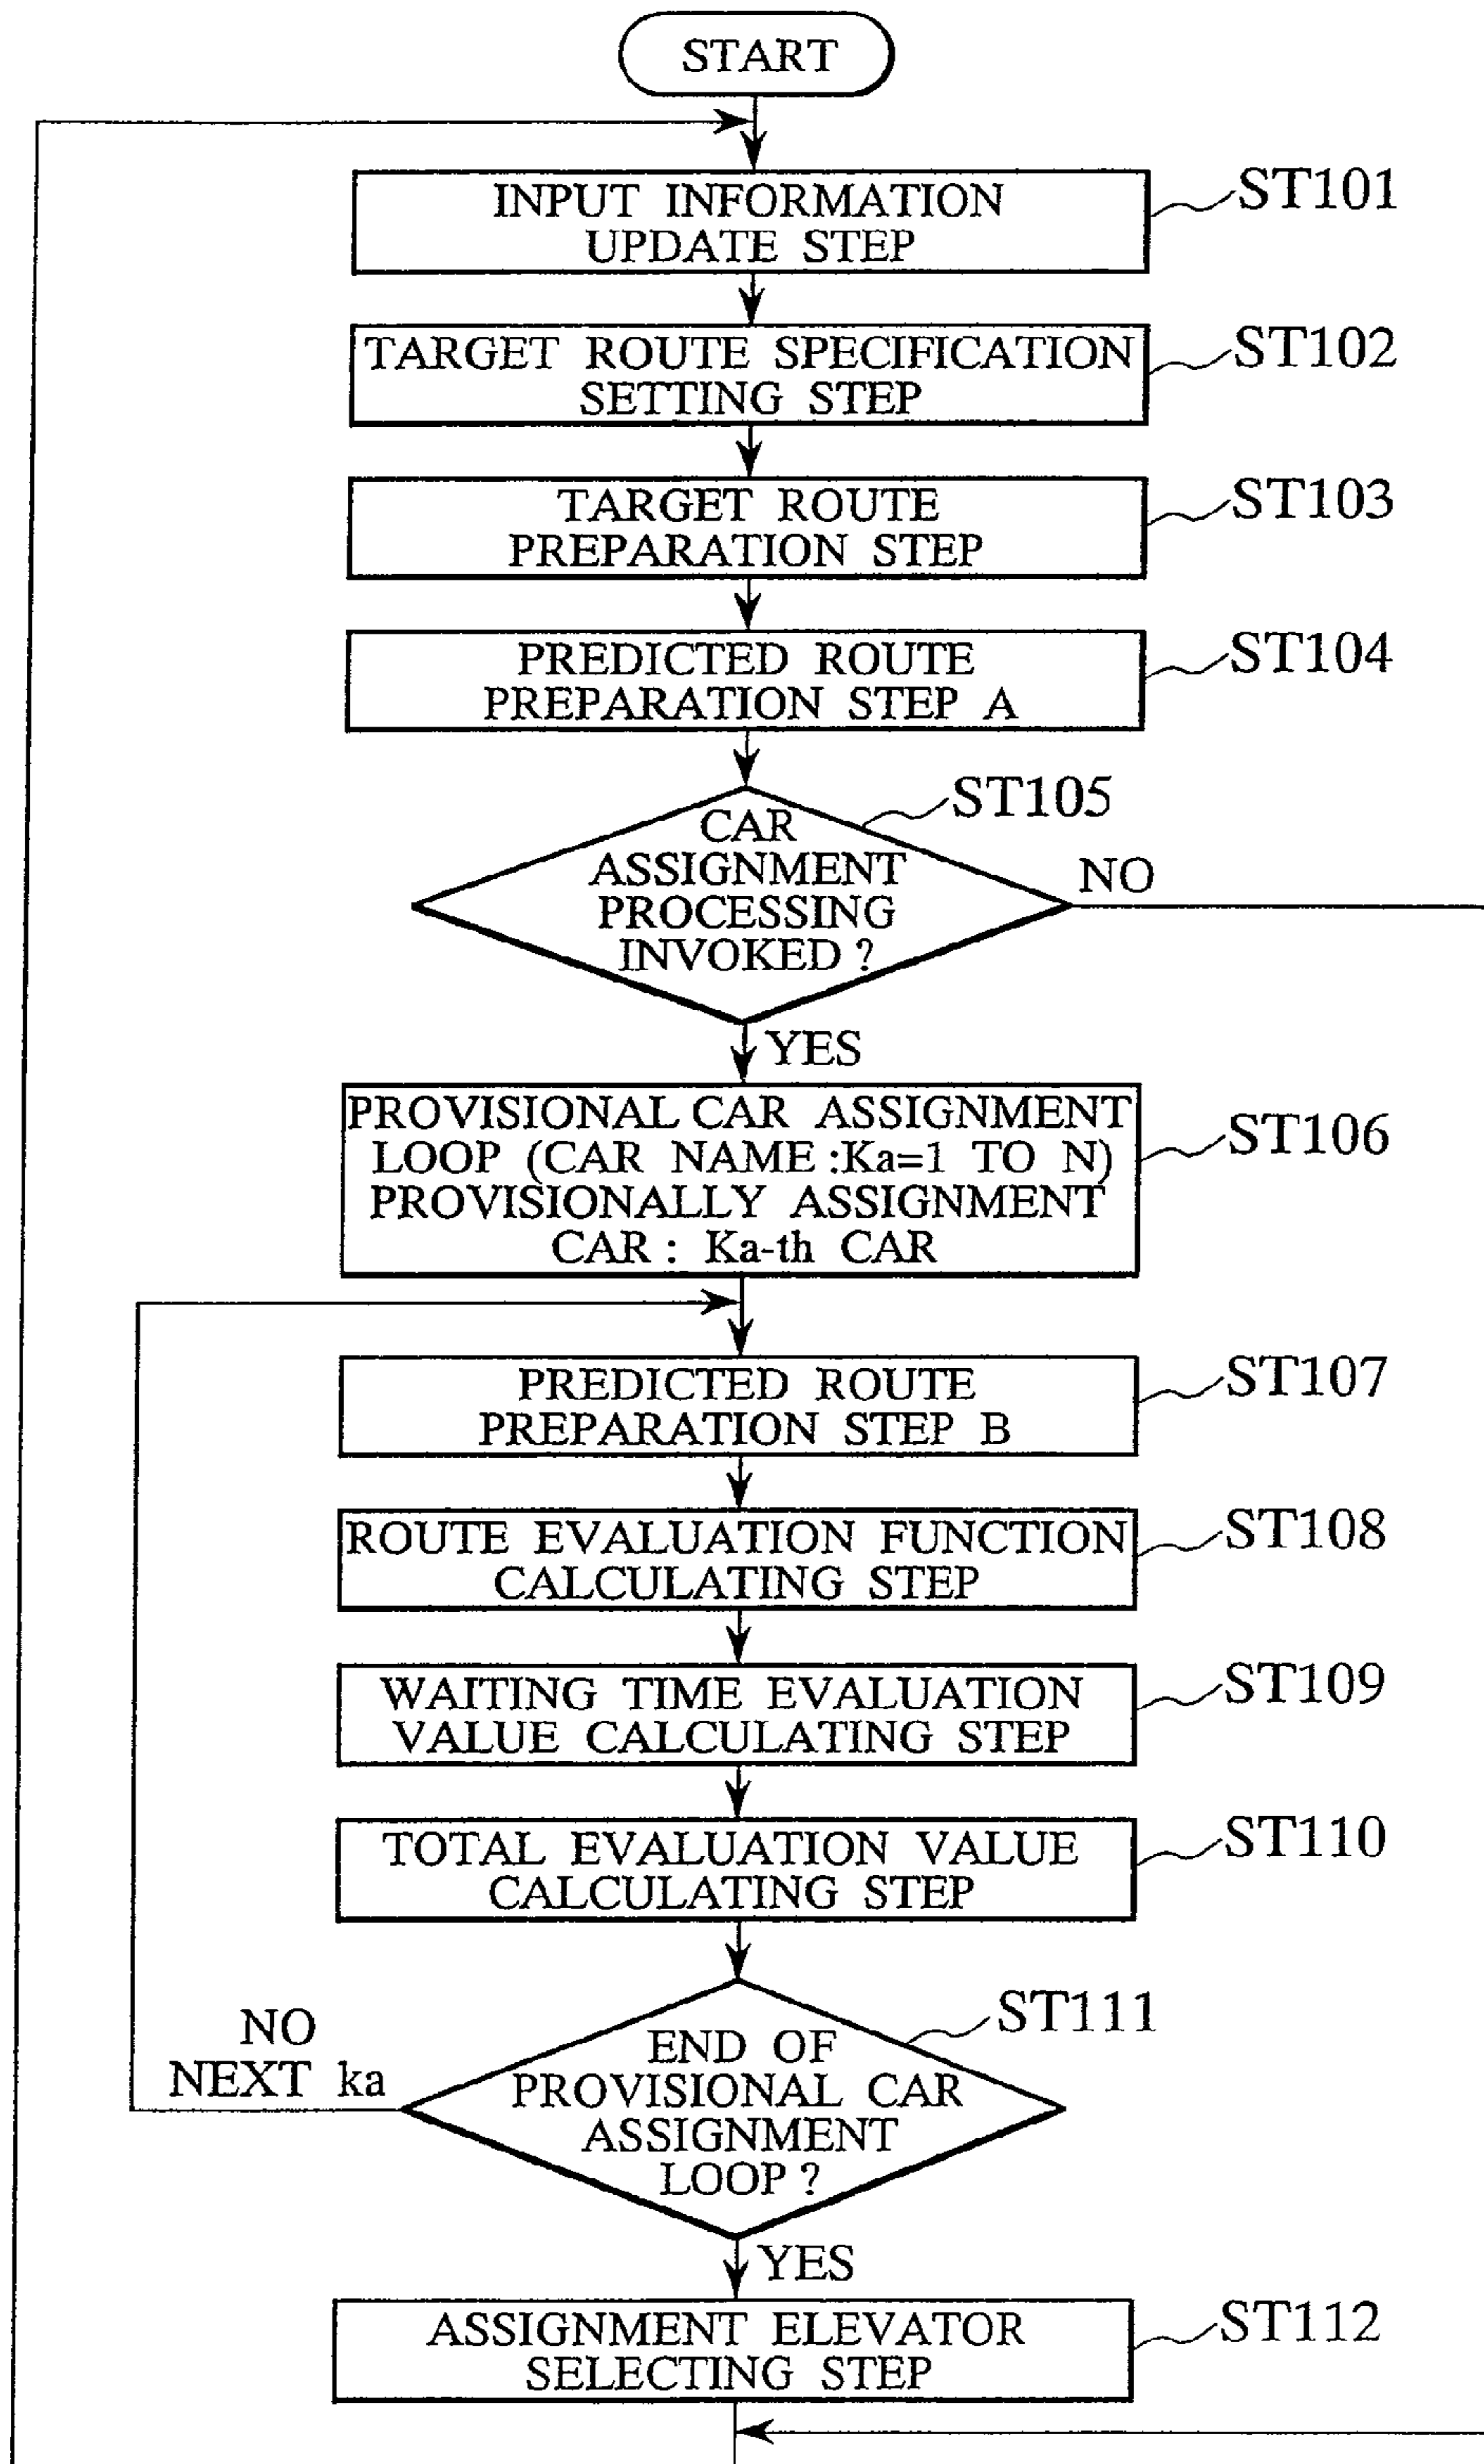 START
INPUT INFORMATION
UPDATE STEP
ST101
TARGET ROUTE SPECIFICATION
SETTING STEP
ST102
TARGET ROUTE
PREPARATION STEP
ST103
PREDICTED ROUTE
PREPARATION STEP A
ST104
ST105
CAR
ASSIGNMENT
PROCESSING
INVOKED ?
NO
YES
PROVISIONAL CAR ASSIGNMENT
LOOP (CAR NAME :Ka=1 TO N)
PROVISIONALLY ASSIGNMENT
CAR : Ka-th CAR
ST106
PREDICTED ROUTE
PREPARATION STEP B
ST107
ROUTE EVALUATION FUNCTION
CALCULATING STEP
ST108
WAITING TIME EVALUATION
VALUE CALCULATING STEP
ST109
TOTAL EVALUATION VALUE
CALCULATING STEP
ST110
ST111
END OF
PROVISIONAL CAR
ASSIGNMENT
LOOP ?
NO
NEXT ka
YES
ASSIGNMENT ELEVATOR
SELECTING STEP
ST112